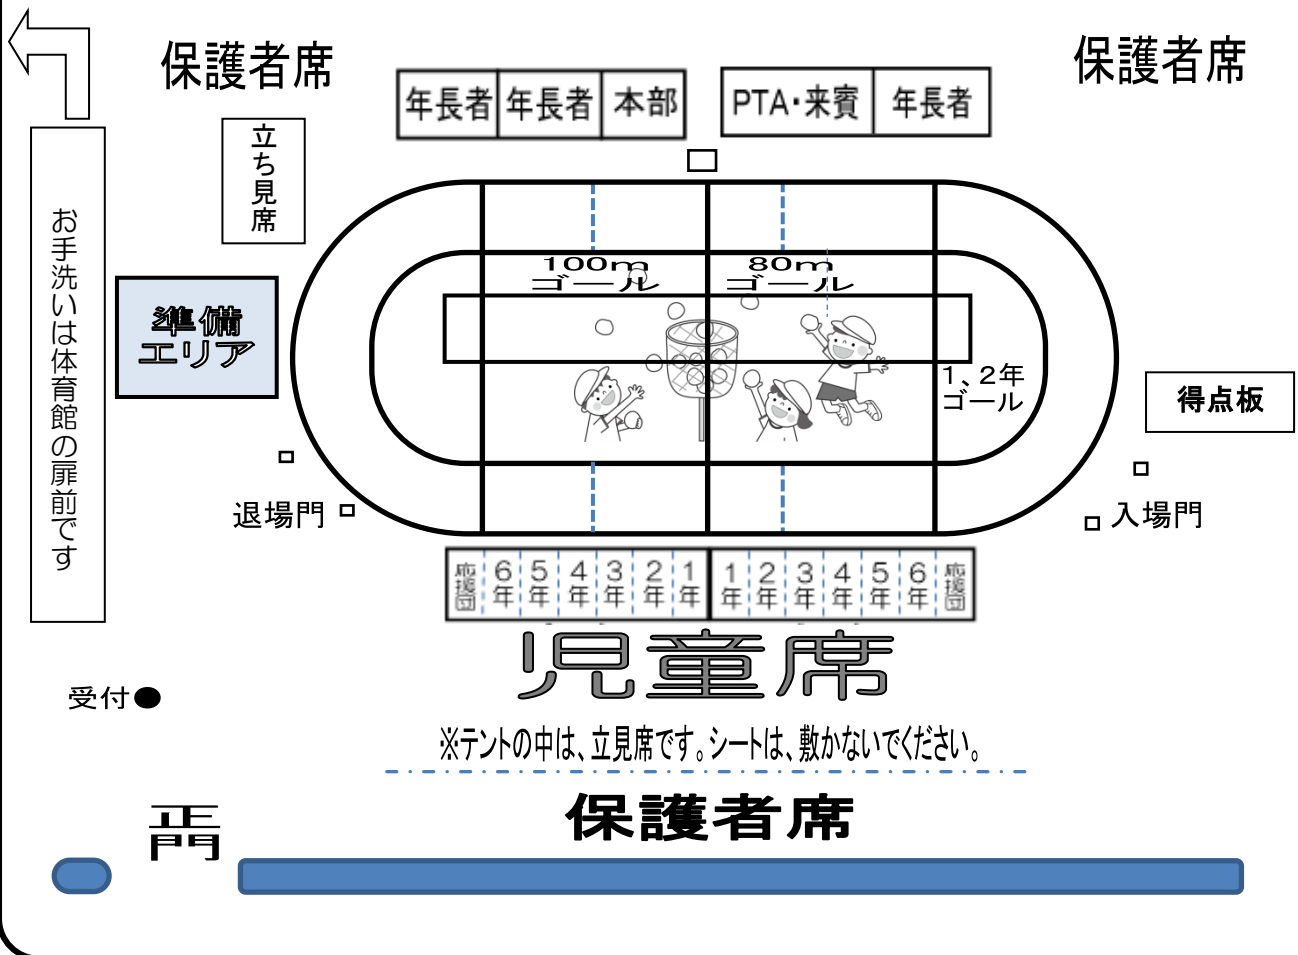 保護者席
保護者席
年長者 年長者 本部
PTA・来賓 年長者
立ち見席
お手洗いは体育館の扉前です
準備
エリア
100m
ゴール
80m
ゴール
1、2年
ゴール
得点板
退場門
入場門
応援団 6年 5年 4年 3年 2年 1年 1年 2年 3年 4年 5年 6年 応援団
児童席
受付●
※テントの中は、立見席です。シートは、敷かないでください。
保護者席
正門